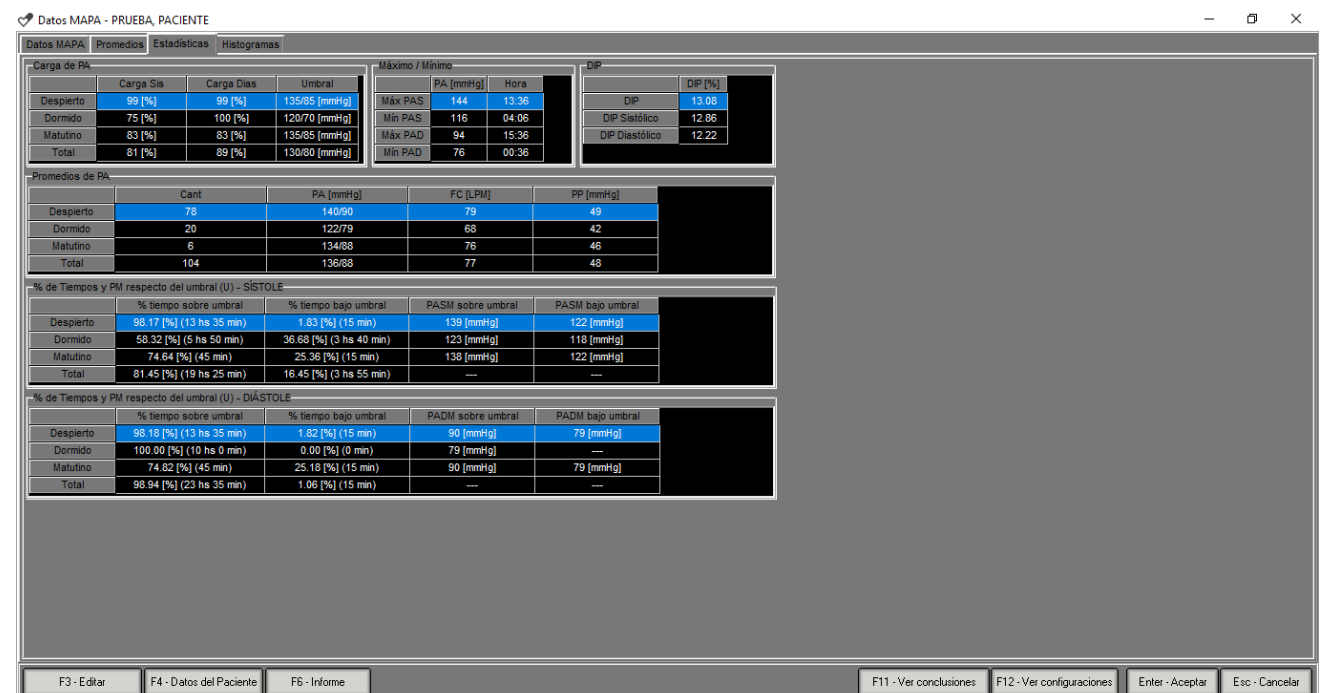 Datos MAPA - PRUEBA, PACIENTE
Datos MAPA Promedios Estadísticas Histogramas
Carga de PA
Carga Sis Carga Dias Umbral
Despierto 99 [%] 99 [%] 135/85 [mmHg]
Dormido 75 [%] 100 [%] 120/70 [mmHg]
Matutino 83 [%] 83 [%] 135/85 [mmHg]
Total 81 [%] 89 [%] 130/80 [mmHg]
Máximo / Mínimo
PA [mmHg] Hora
Máx PAS 144 13:36
Mín PAS 116 04:06
Máx PAD 94 15:36
Mín PAD 76 00:36
DIP
DIP [%]
DIP 13.08
DIP Sistólico 12.86
DIP Diastólico 12.22
Promedios de PA
Cant PA [mmHg] FC [LPM] PP [mmHg]
Despierto 78 140/90 79 49
Dormido 20 122/79 68 42
Matutino 6 134/88 76 46
Total 104 136/88 77 48
% de Tiempos y PM respecto del umbral (U) - SÍSTOLE
% tiempo sobre umbral % tiempo bajo umbral PASM sobre umbral PASM bajo umbral
Despierto 98.17 [%] (13 hs 35 min) 1.83 [%] (15 min) 139 [mmHg] 122 [mmHg]
Dormido 58.32 [%] (5 hs 50 min) 36.68 [%] (3 hs 40 min) 123 [mmHg] 118 [mmHg]
Matutino 74.64 [%] (45 min) 25.36 [%] (15 min) 138 [mmHg] 122 [mmHg]
Total 81.45 [%] (19 hs 25 min) 16.45 [%] (3 hs 55 min) --- ---
% de Tiempos y PM respecto del umbral (U) - DIÁSTOLE
% tiempo sobre umbral % tiempo bajo umbral PADM sobre umbral PADM bajo umbral
Despierto 98.18 [%] (13 hs 35 min) 1.82 [%] (15 min) 90 [mmHg] 79 [mmHg]
Dormido 100.00 [%] (10 hs 0 min) 0.00 [%] (0 min) 79 [mmHg] ---
Matutino 74.82 [%] (45 min) 25.18 [%] (15 min) 90 [mmHg] 79 [mmHg]
Total 98.94 [%] (23 hs 35 min) 1.06 [%] (15 min) --- ---
F3 - Editar F4 - Datos del Paciente F6 - Informe F11 - Ver conclusiones F12 - Ver configuraciones Enter - Aceptar Esc - Cancelar